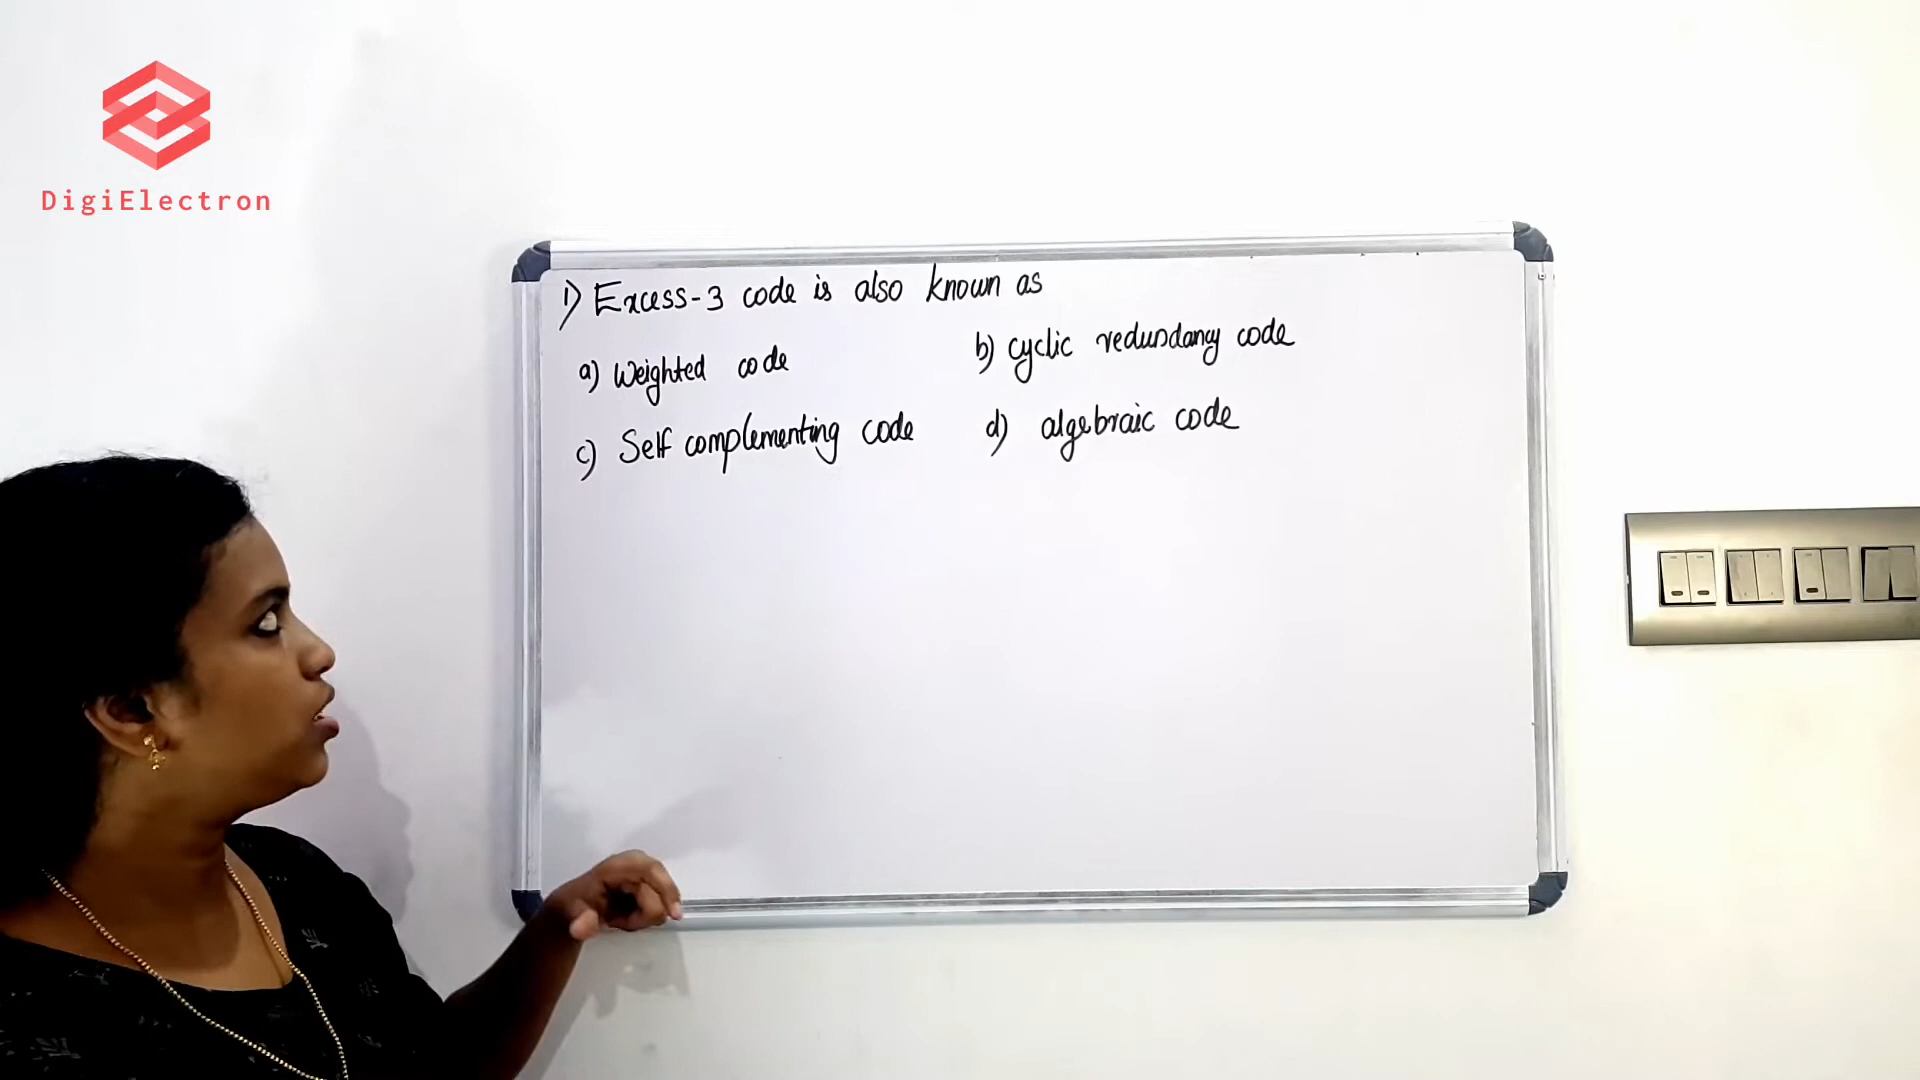 DigiElectron
1) Excess-3 code is also known as
a) Weighted code
b) cyclic redundancy code
c) Self complementing code
d) algebraic code